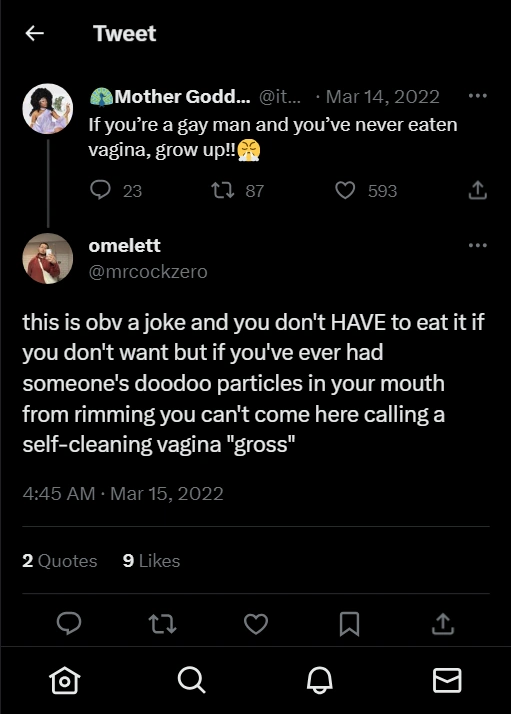 Tweet
Mother Godd... @it... · Mar 14, 2022
If you’re a gay man and you’ve never eaten
vagina, grow up!!😤
23 87 593
omelett
@mrcockzero
this is obv a joke and you don't HAVE to eat it if
you don't want but if you've ever had
someone's doodoo particles in your mouth
from rimming you can't come here calling a
self-cleaning vagina "gross"
4:45 AM · Mar 15, 2022
2 Quotes 9 Likes